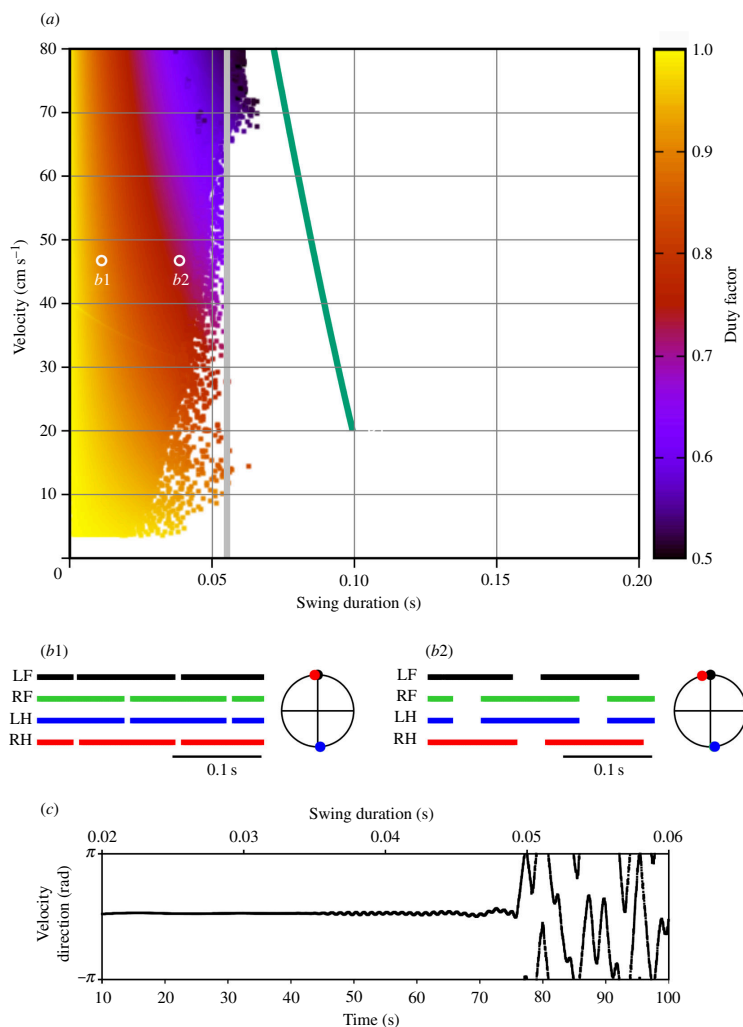 (a)
80
70
60
50
40
30
20
10
0
Velocity (cm s⁻¹)
b1
b2
0.05
0.10
0.15
0.20
Swing duration (s)
1.0
0.9
0.8
0.7
0.6
0.5
Duty factor
(b1)
LF
RF
LH
RH
0.1 s
(b2)
LF
RF
LH
RH
0.1 s
(c)
Swing duration (s)
0.02 0.03 0.04 0.05 0.06
π
Velocity
direction (rad)
−π
10 20 30 40 50 60 70 80 90 100
Time (s)